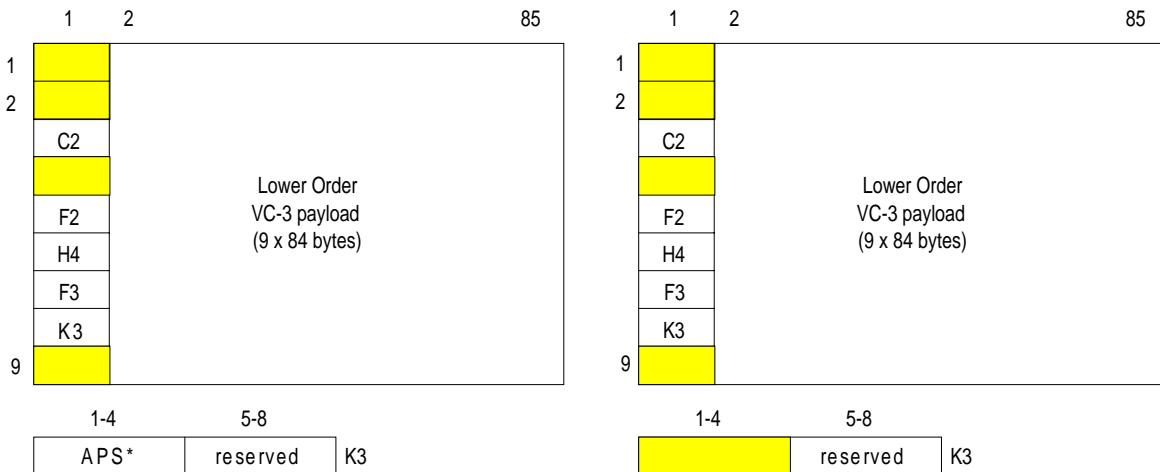 1 2 85
1
2
C2
Lower Order
VC-3 payload
(9 x 84 bytes)
F2
H4
F3
K3
9
1-4 5-8
APS* reserved K3
1 2 85
1
2
C2
Lower Order
VC-3 payload
(9 x 84 bytes)
F2
H4
F3
K3
9
1-4 5-8
reserved K3